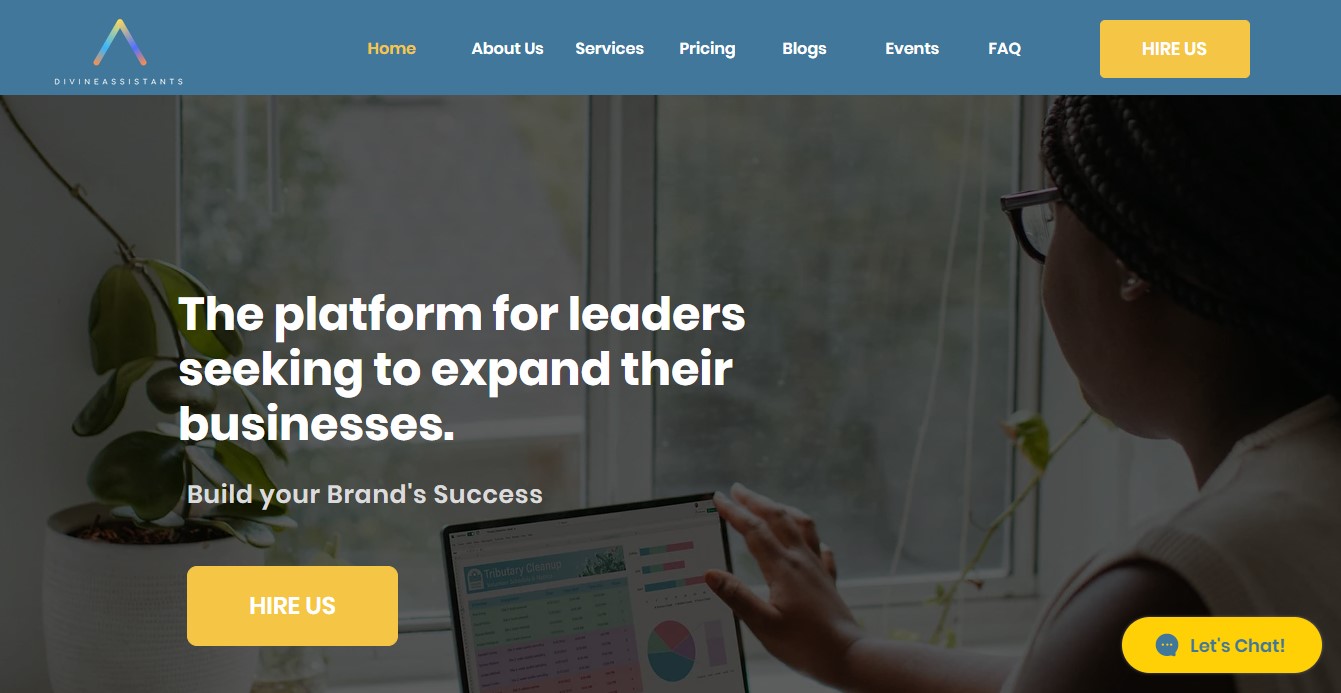 DIVINEASSISTANTS
Home
About Us
Services
Pricing
Blogs
Events
FAQ
HIRE US
The platform for leaders
seeking to expand their
businesses.
Build your Brand's Success
Tributary Cleanup
HIRE US
Let's Chat!